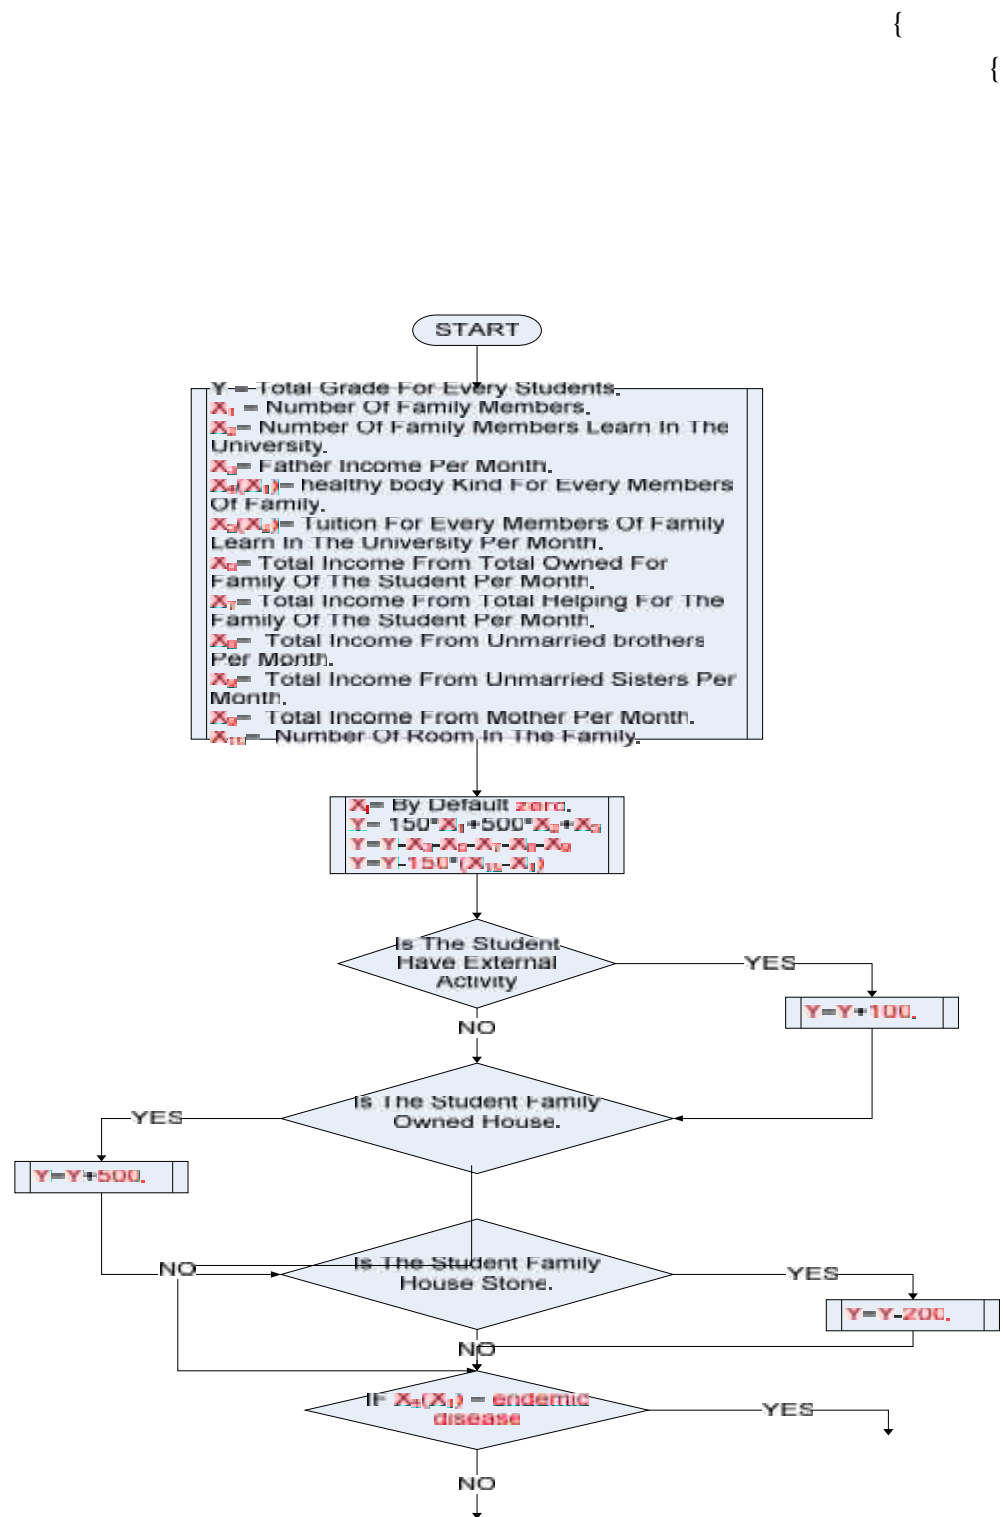 {
{
START
Y = Total Grade For Every Students.
X1 = Number Of Family Members.
X2= Number Of Family Members Learn In The
University.
X3= Father Income Per Month.
X4(X1)= healthy body Kind For Every Members
Of Family.
Tuition For Every Members Of Family
Learn In The University Per Month.
X6= Total Income From Total Owned For
Family Of The Student Per Month.
X7= Total Income From Total Helping For The
Family Of The Student Per Month.
X8= Total Income From Unmarried brothers
Per Month.
Total Income From Unmarried Sisters Per
Month.
X9= Total Income From Mother Per Month.
X10= Number Of Room In The Family.
By Default zero.
Y= 150*X1+500*X2+X5
Y=Y-X3-X6-X7-X8-X9
Y=Y-150*(X10-X1)
Is The Student
Have External
Activity
YES
Y=Y+100.
NO
Is The Student Family
Owned House.
YES
Y=Y+500.
NO
Is The Student Family
House Stone.
YES
Y=Y-200.
NO
IF X4(X1) = endemic
disease
YES
NO